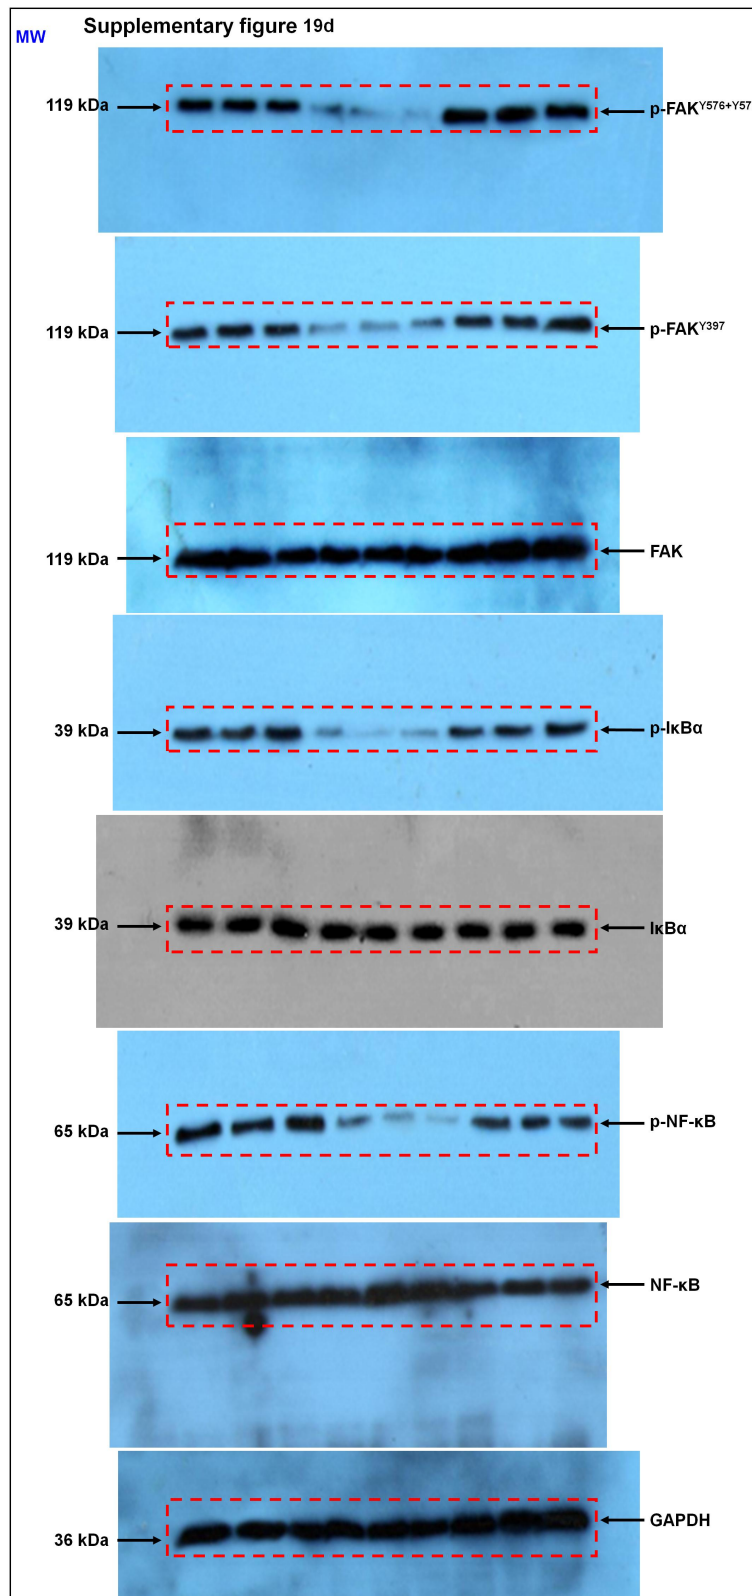 Supplementary figure 19d
MW
119 kDa
p-FAKY576+Y57
119 kDa
p-FAKY397
119 kDa
FAK
39 kDa
p-IκBα
39 kDa
IκBα
65 kDa
p-NF-κB
65 kDa
NF-κB
36 kDa
GAPDH